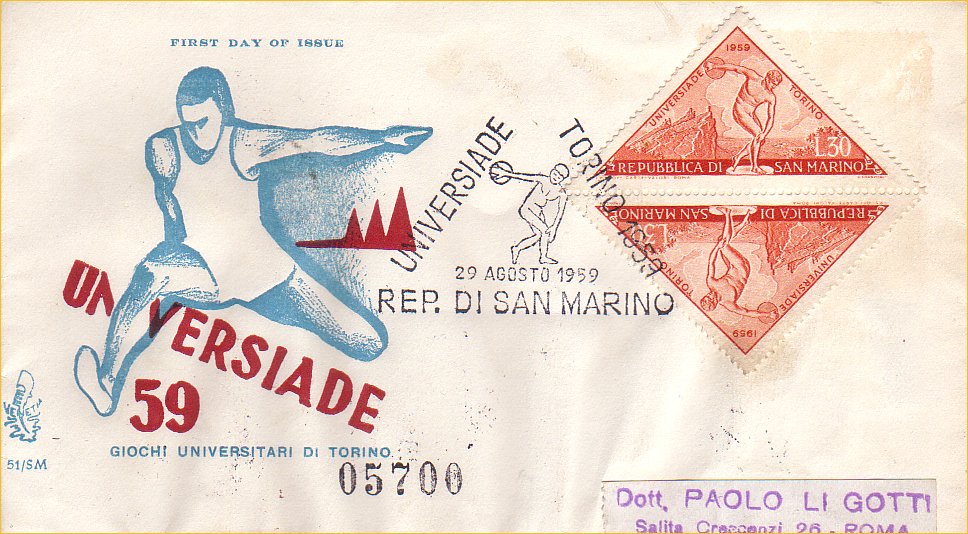 FIRST DAY OF ISSUE
UNIVERSIADE
59
GIOCHI UNIVERSITARI DI TORINO
51/SM
05700
UNIVERSIADE TORINO 1959
29 AGOSTO 1959
REP. DI SAN MARINO
1959
UNIVERSIADE TORINO
L.30
REPUBBLICA DI SAN MARINO
REPUBBLICA DI SAN MARINO
L.30
UNIVERSIADE TORINO
1959
Dott. PAOLO LI GOTTI
Salita Crescenzi 26 - ROMA